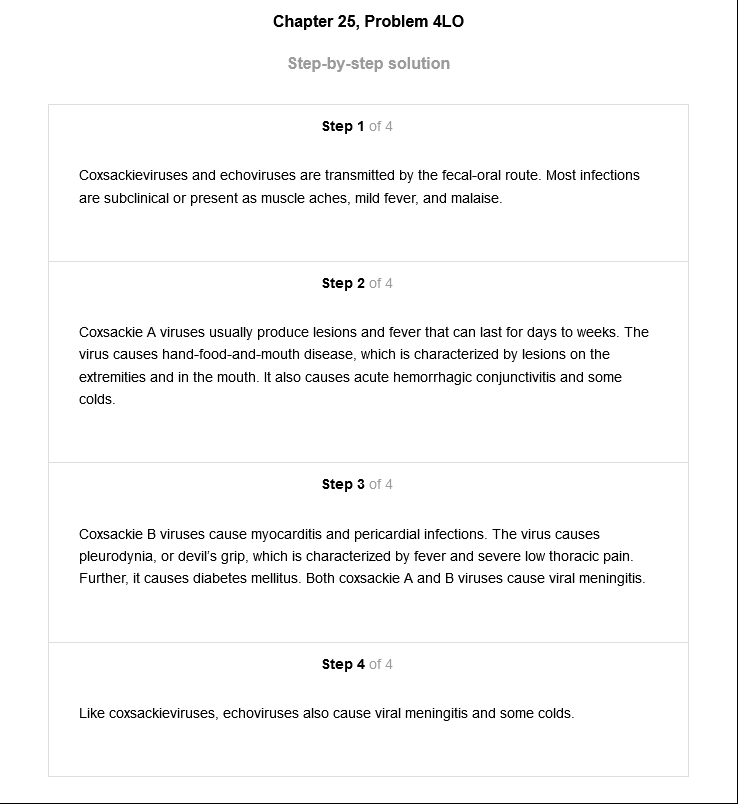 Chapter 25, Problem 4LO
Step-by-step solution
Step 1 of 4
Coxsackieviruses and echoviruses are transmitted by the fecal-oral route. Most infections
are subclinical or present as muscle aches, mild fever, and malaise.
Step 2 of 4
Coxsackie A viruses usually produce lesions and fever that can last for days to weeks. The
virus causes hand-food-and-mouth disease, which is characterized by lesions on the
extremities and in the mouth. It also causes acute hemorrhagic conjunctivitis and some
colds.
Step 3 of 4
Coxsackie B viruses cause myocarditis and pericardial infections. The virus causes
pleurodynia, or devil's grip, which is characterized by fever and severe low thoracic pain.
Further, it causes diabetes mellitus. Both coxsackie A and B viruses cause viral meningitis.
Step 4 of 4
Like coxsackieviruses, echoviruses also cause viral meningitis and some colds.